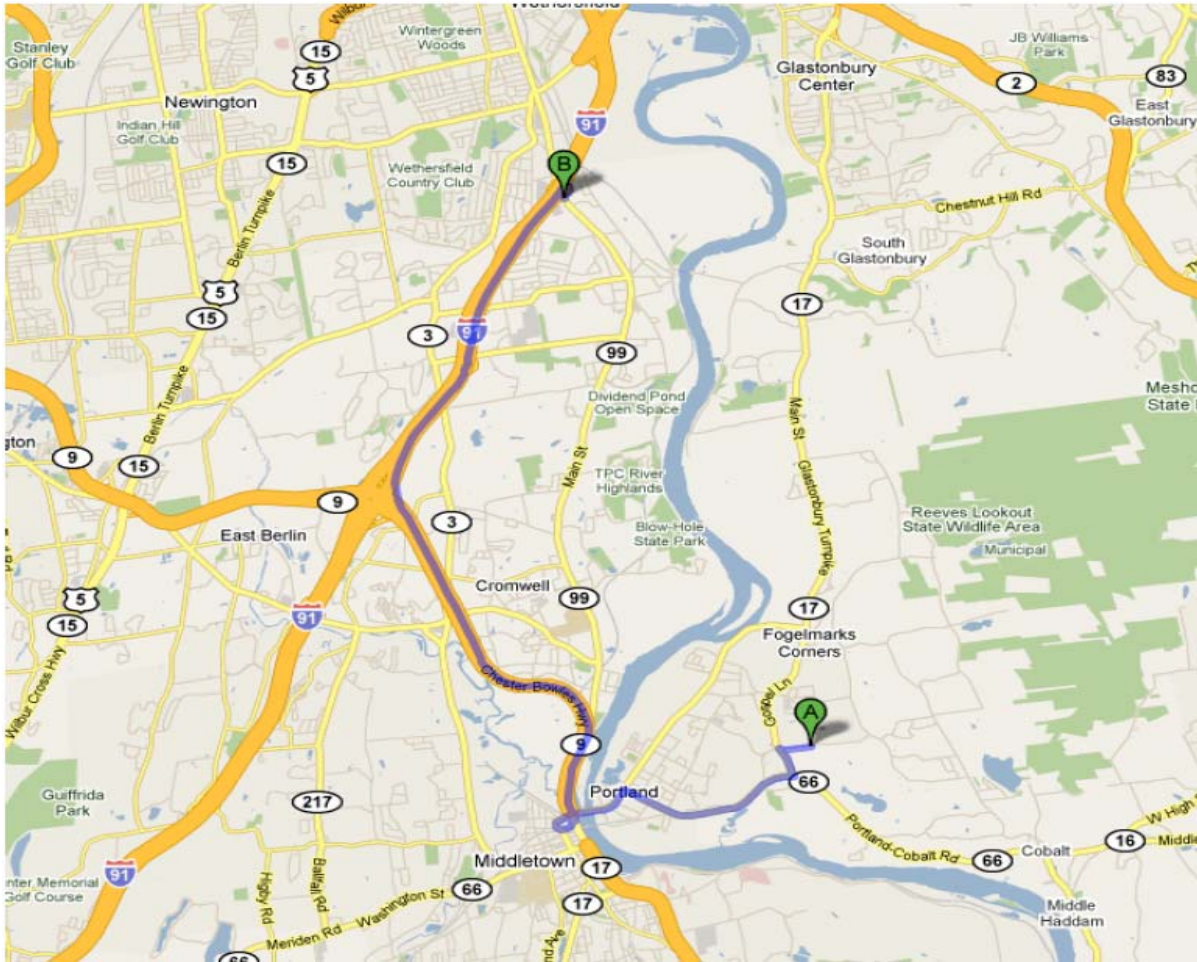 Wethersfield
Stanley
Golf Club
15
5
Wintergreen
Woods
JB Williams
Park
Glastonbury
Center
2
83
East
Glastonbury
Newington
Indian Hill
Golf Club
91
15
Wethersfield
Country Club
B
Berlin Turnpike
Chestnut Hill Rd
South
Glastonbury
5
15
17
3
91
99
Berlin Turnpike
Main St
Dividend Pond
Open Space
9
15
Main St
TPC River
Highlands
Glastonbury Turnpike
9
3
East Berlin
Blow-Hole
State Park
Reeves Lookout
State Wildlife Area
Municipal
Cromwell
99
5
15
91
17
Fogelmarks
Corners
Wilbur Cross Hwy
Chester Bowles Hwy
Gospel Ln
A
9
Guiffrida
Park
217
Portland
66
Portland-Cobalt Rd
Cobalt
16
66
Middletown
17
91
Golf Course
Higby Rd
Ballfall Rd
66
Washington St
Meriden Rd
17
Middle
Haddam
66